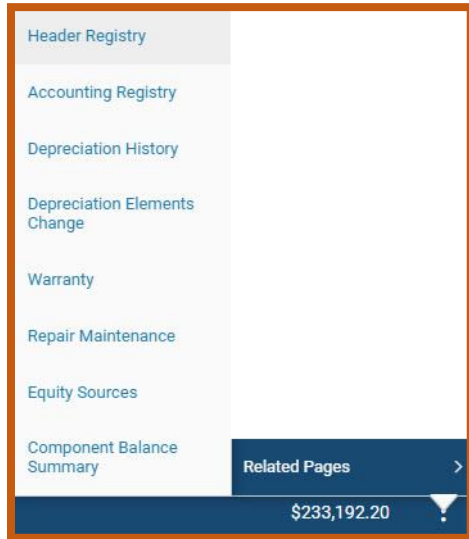 Header Registry
Accounting Registry
Depreciation History
Depreciation Elements
Change
Warranty
Repair Maintenance
Equity Sources
Component Balance
Summary
Related Pages
$233,192.20